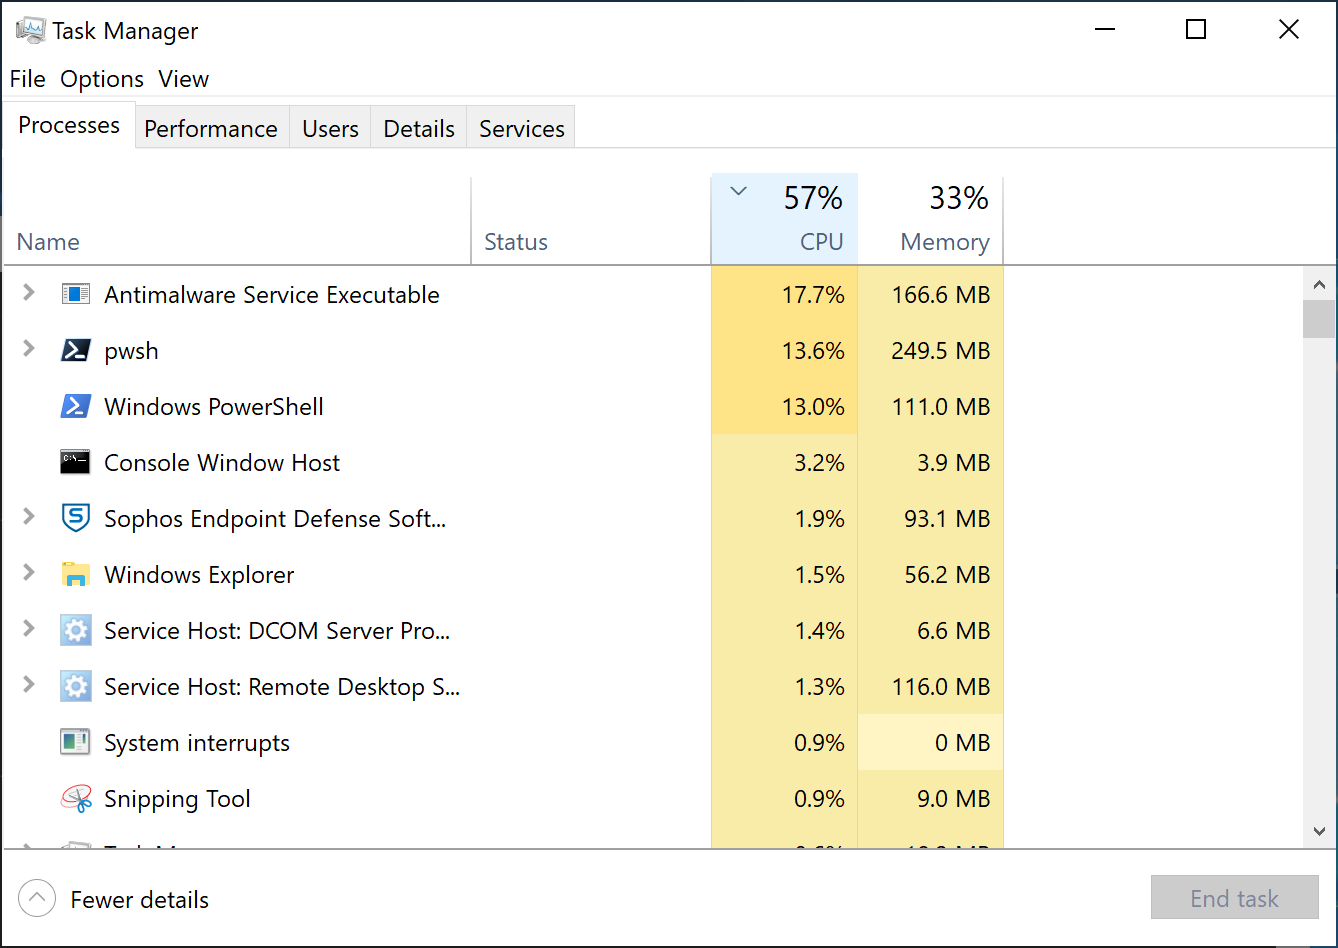 Task Manager
File Options View
Processes Performance Users Details Services
57% 33%
Name Status CPU Memory
Antimalware Service Executable 17.7% 166.6 MB
pwsh 13.6% 249.5 MB
Windows PowerShell 13.0% 111.0 MB
Console Window Host 3.2% 3.9 MB
Sophos Endpoint Defense Soft... 1.9% 93.1 MB
Windows Explorer 1.5% 56.2 MB
Service Host: DCOM Server Pro... 1.4% 6.6 MB
Service Host: Remote Desktop S... 1.3% 116.0 MB
System interrupts 0.9% 0 MB
Snipping Tool 0.9% 9.0 MB
Fewer details End task